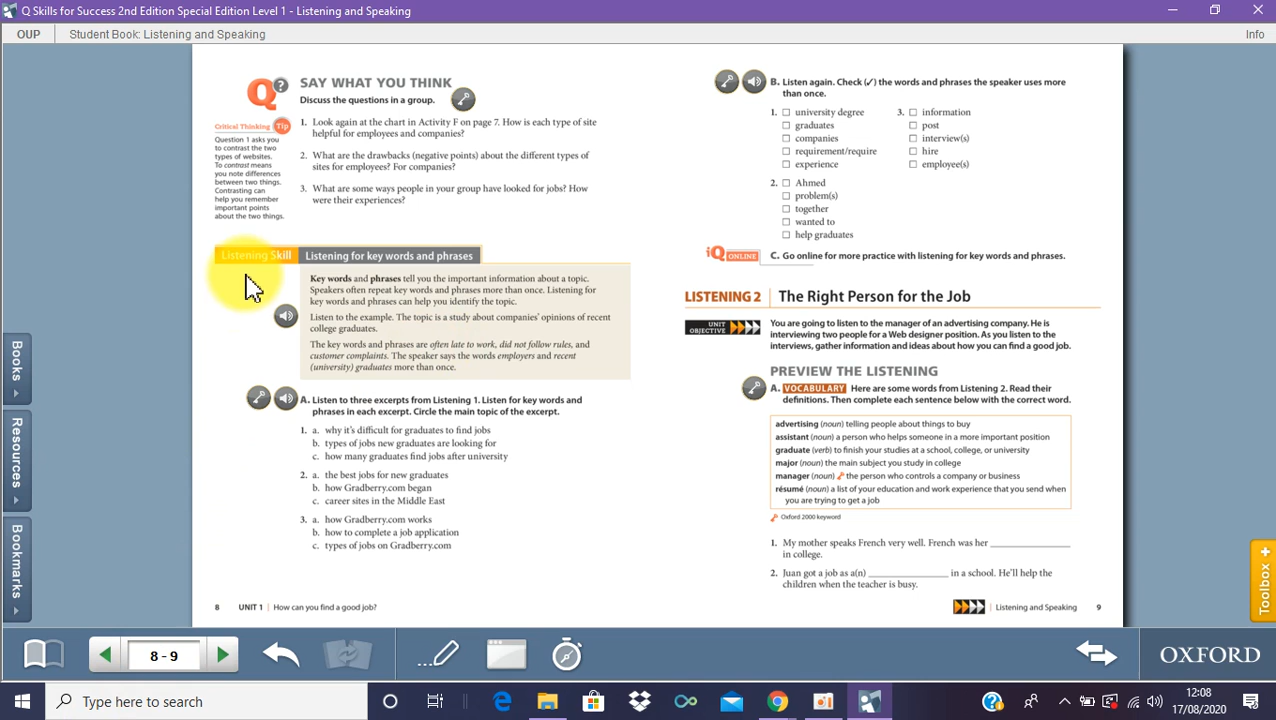 Q Skills for Success 2nd Edition Special Edition Level 1 - Listening and Speaking
OUP
Student Book: Listening and Speaking
Info
Q?
SAY WHAT YOU THINK
Discuss the questions in a group.
Critical Thinking Tip
Question 1 asks you
to contrast the two
types of websites.
To contrast means
you note differences
between two things.
Contrasting can
help you remember
important points
about the two things.
1. Look again at the chart in Activity F on page 7. How is each type of site
helpful for employees and companies?
2. What are the drawbacks (negative points) about the different types of
sites for employees? For companies?
3. What are some ways people in your group have looked for jobs? How
were their experiences?
Listening Skill
Listening for key words and phrases
Key words and phrases tell you the important information about a topic.
Speakers often repeat key words and phrases more than once. Listening for
key words and phrases can help you identify the topic.
Listen to the example. The topic is a study about companies' opinions of recent
college graduates.
The key words and phrases are often late to work, did not follow rules, and
customer complaints. The speaker says the words employers and recent
(university) graduates more than once.
A. Listen to three excerpts from Listening 1. Listen for key words and
phrases in each excerpt. Circle the main topic of the excerpt.
1. a. why it's difficult for graduates to find jobs
b. types of jobs new graduates are looking for
c. how many graduates find jobs after university
2. a. the best jobs for new graduates
b. how Gradberry.com began
c. career sites in the Middle East
3. a. how Gradberry.com works
b. how to complete a job application
c. types of jobs on Gradberry.com
8 UNIT 1 | How can you find a good job?
B. Listen again. Check (✓) the words and phrases the speaker uses more
than once.
1. ☐ university degree
☐ graduates
☐ companies
☐ requirement/require
☐ experience
2. ☐ Ahmed
☐ problem(s)
☐ together
☐ wanted to
☐ help graduates
3. ☐ information
☐ post
☐ interview(s)
☐ hire
☐ employee(s)
iQ ONLINE
C. Go online for more practice with listening for key words and phrases.
LISTENING 2 | The Right Person for the Job
UNIT
OBJECTIVE
You are going to listen to the manager of an advertising company. He is
interviewing two people for a Web designer position. As you listen to the
interviews, gather information and ideas about how you can find a good job.
PREVIEW THE LISTENING
A. VOCABULARY Here are some words from Listening 2. Read their
definitions. Then complete each sentence below with the correct word.
advertising (noun) telling people about things to buy
assistant (noun) a person who helps someone in a more important position
graduate (verb) to finish your studies at a school, college, or university
major (noun) the main subject you study in college
manager (noun) the person who controls a company or business
résumé (noun) a list of your education and work experience that you send when
you are trying to get a job
Oxford 2000 keyword
1. My mother speaks French very well. French was her ______________
in college.
2. Juan got a job as a(n) ______________ in a school. He'll help the
children when the teacher is busy.
Listening and Speaking 9
Books
Resources
Bookmarks
Toolbox +
8 - 9
OXFORD
Type here to search
12:08
17/08/2020